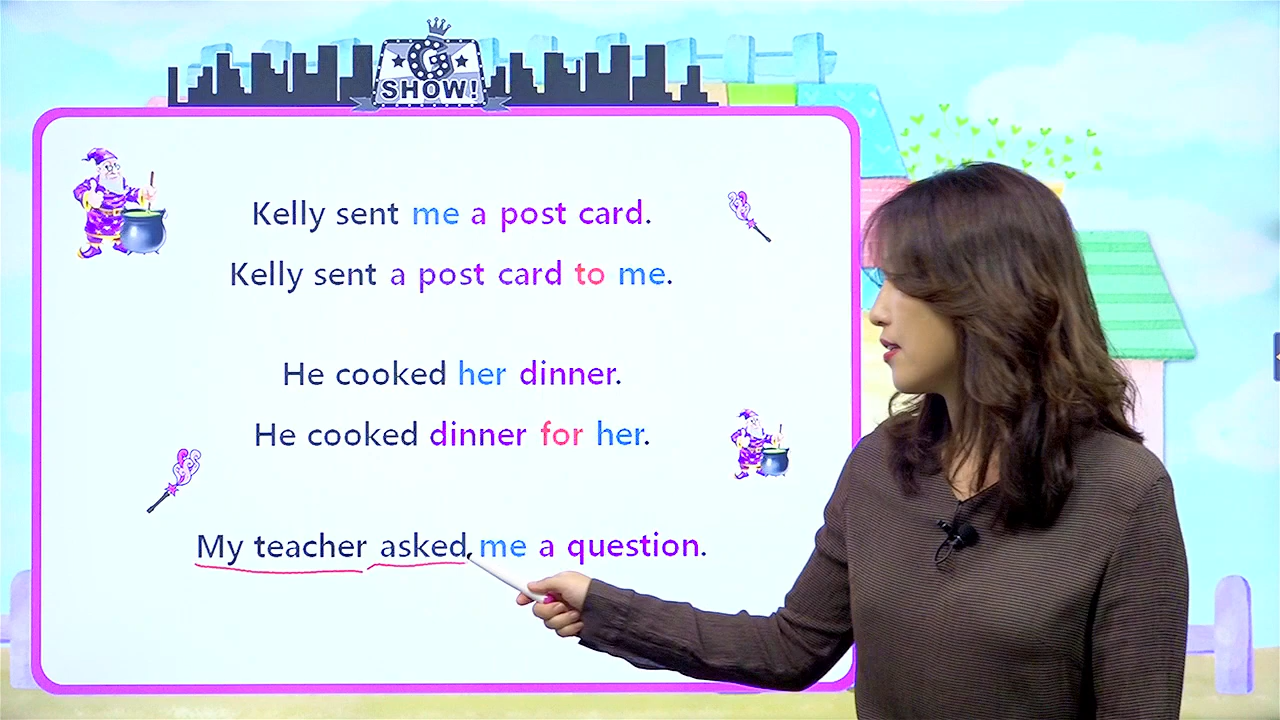 G
SHOW!
Kelly sent me a post card.
Kelly sent a post card to me.
He cooked her dinner.
He cooked dinner for her.
My teacher asked me a question.